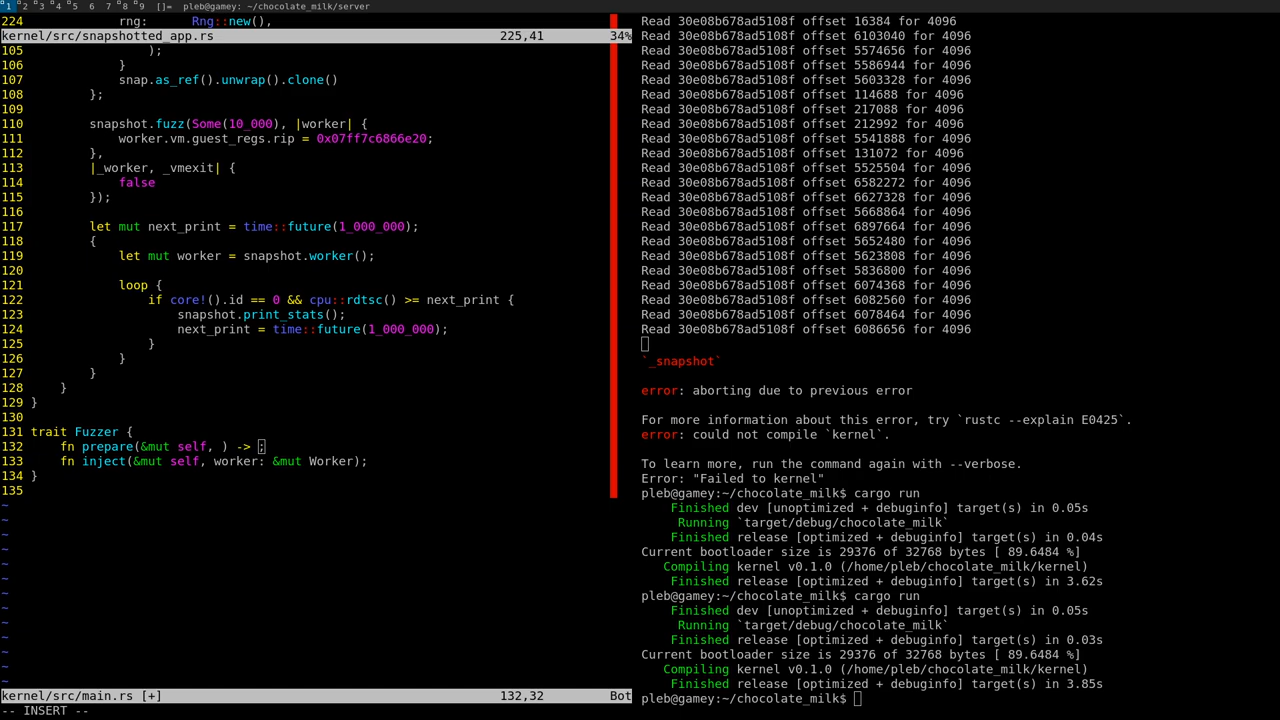 1 2 3 4 5 6 7 8 9 []= pleb@gamey: ~/chocolate_milk/server
224             rng:      Rng::new(),
kernel/src/snapshotted_app.rs                                       225,41         34%
105                 );
106             }
107             snap.as_ref().unwrap().clone()
108         };
109
110         snapshot.fuzz(Some(10_000), |worker| {
111             worker.vm.guest_regs.rip = 0x07ff7c6866e20;
112         },
113         |_worker, _vmexit| {
114             false
115         });
116
117         let mut next_print = time::future(1_000_000);
118         {
119             let mut worker = snapshot.worker();
120
121             loop {
122                 if core!().id == 0 && cpu::rdtsc() >= next_print {
123                     snapshot.print_stats();
124                     next_print = time::future(1_000_000);
125                 }
126             }
127         }
128     }
129 }
130
131 trait Fuzzer {
132     fn prepare(&mut self, ) -> ;
133     fn inject(&mut self, worker: &mut Worker);
134 }
135
~
~
~
~
~
~
~
~
~
~
~
~
~
kernel/src/main.rs [+]                                              132,32         Bot
-- INSERT --
Read 30e08b678ad5108f offset 16384 for 4096
Read 30e08b678ad5108f offset 6103040 for 4096
Read 30e08b678ad5108f offset 5574656 for 4096
Read 30e08b678ad5108f offset 5586944 for 4096
Read 30e08b678ad5108f offset 5603328 for 4096
Read 30e08b678ad5108f offset 114688 for 4096
Read 30e08b678ad5108f offset 217088 for 4096
Read 30e08b678ad5108f offset 212992 for 4096
Read 30e08b678ad5108f offset 5541888 for 4096
Read 30e08b678ad5108f offset 131072 for 4096
Read 30e08b678ad5108f offset 5525504 for 4096
Read 30e08b678ad5108f offset 6582272 for 4096
Read 30e08b678ad5108f offset 6627328 for 4096
Read 30e08b678ad5108f offset 5668864 for 4096
Read 30e08b678ad5108f offset 6897664 for 4096
Read 30e08b678ad5108f offset 5652480 for 4096
Read 30e08b678ad5108f offset 5623808 for 4096
Read 30e08b678ad5108f offset 5836800 for 4096
Read 30e08b678ad5108f offset 6074368 for 4096
Read 30e08b678ad5108f offset 6082560 for 4096
Read 30e08b678ad5108f offset 6078464 for 4096
Read 30e08b678ad5108f offset 6086656 for 4096
`_snapshot`
error: aborting due to previous error
For more information about this error, try `rustc --explain E0425`.
error: could not compile `kernel`.
To learn more, run the command again with --verbose.
Error: "Failed to kernel"
pleb@gamey:~/chocolate_milk$ cargo run
    Finished dev [unoptimized + debuginfo] target(s) in 0.05s
     Running `target/debug/chocolate_milk`
    Finished release [optimized + debuginfo] target(s) in 0.04s
Current bootloader size is 29376 of 32768 bytes [ 89.6484 %]
   Compiling kernel v0.1.0 (/home/pleb/chocolate_milk/kernel)
    Finished release [optimized + debuginfo] target(s) in 3.62s
pleb@gamey:~/chocolate_milk$ cargo run
    Finished dev [unoptimized + debuginfo] target(s) in 0.05s
     Running `target/debug/chocolate_milk`
    Finished release [optimized + debuginfo] target(s) in 0.03s
Current bootloader size is 29376 of 32768 bytes [ 89.6484 %]
   Compiling kernel v0.1.0 (/home/pleb/chocolate_milk/kernel)
    Finished release [optimized + debuginfo] target(s) in 3.85s
pleb@gamey:~/chocolate_milk$